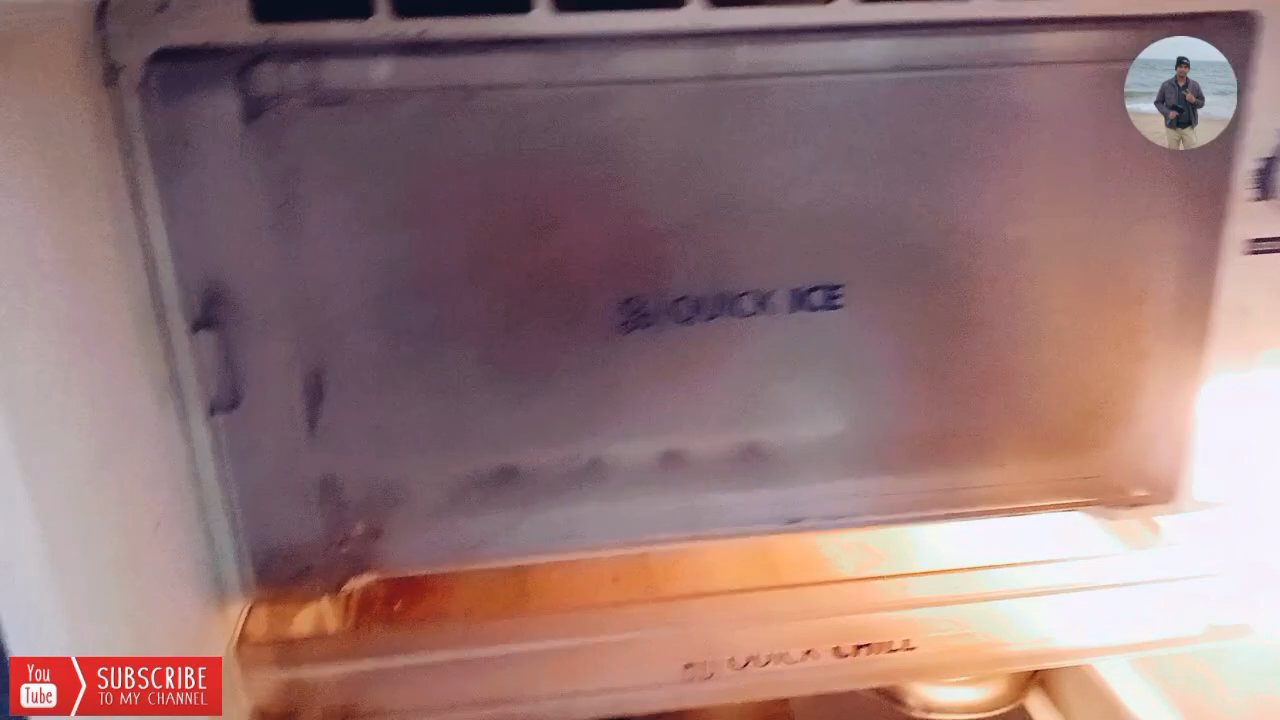 QUICK ICE
QUICK CHILL
You
Tube
SUBSCRIBE
TO MY CHANNEL